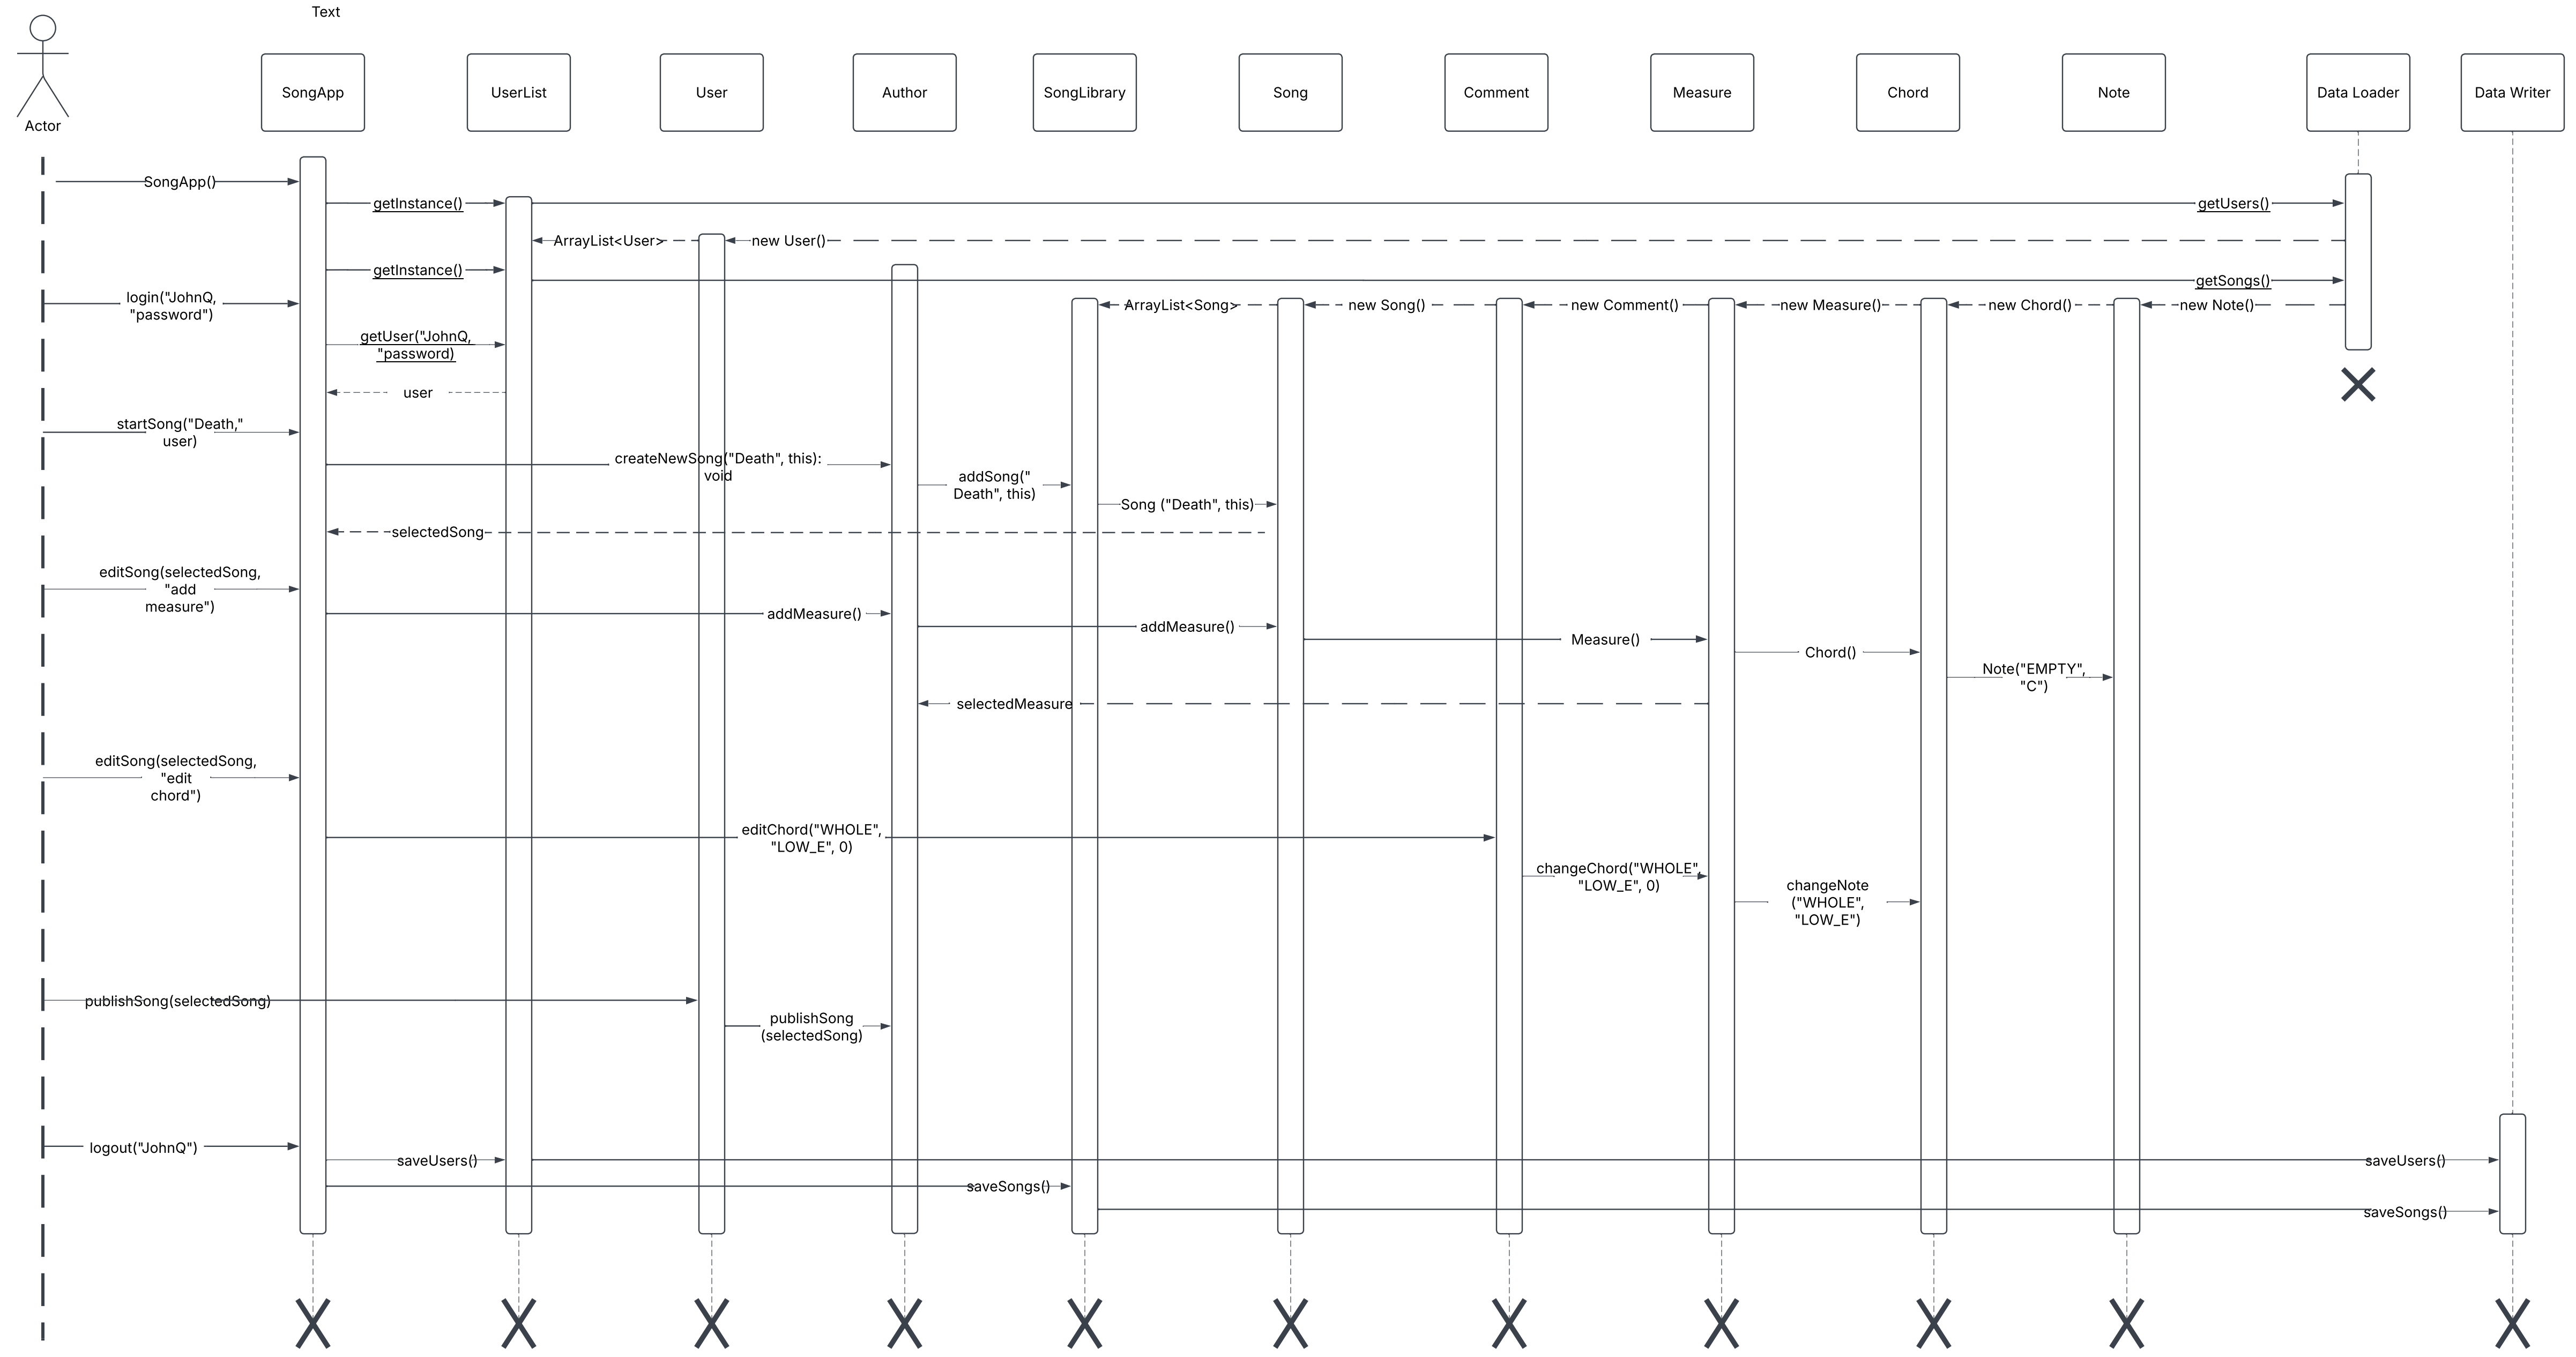 Text
Actor
SongApp
UserList
User
Author
SongLibrary
Song
Comment
Measure
Chord
Note
Data Loader
Data Writer
SongApp()
getInstance()
getUsers()
ArrayList<User>
new User()
getInstance()
getSongs()
login("JohnQ,
"password")
ArrayList<Song>
new Song()
new Comment()
new Measure()
new Chord()
new Note()
getUser("JohnQ,
"password)
user
startSong("Death,"
user)
createNewSong("Death", this):
void
addSong("
Death", this)
Song ("Death", this)
selectedSong
editSong(selectedSong,
"add
measure")
addMeasure()
addMeasure()
Measure()
Chord()
Note("EMPTY",
"C")
selectedMeasure
editSong(selectedSong,
"edit
chord")
editChord("WHOLE",
"LOW_E", 0)
changeChord("WHOLE",
"LOW_E", 0)
changeNote
("WHOLE",
"LOW_E")
publishSong(selectedSong)
publishSong
(selectedSong)
logout("JohnQ")
saveUsers()
saveUsers()
saveSongs()
saveSongs()